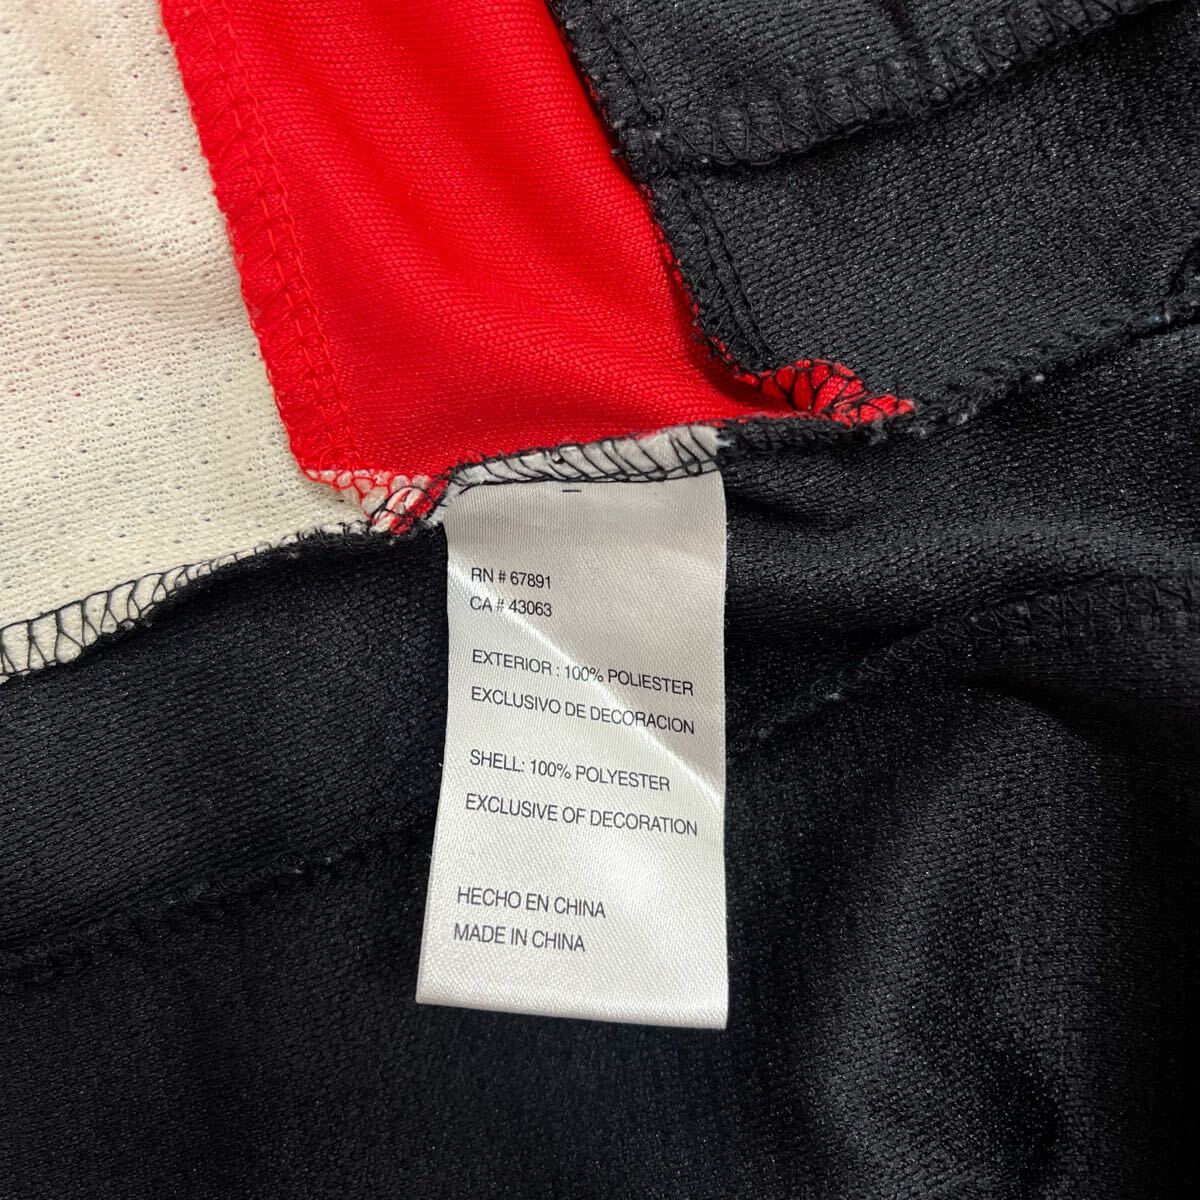 RN # 67891
CA # 43063
EXTERIOR : 100% POLIESTER
EXCLUSIVO DE DECORACION
SHELL: 100% POLYESTER
EXCLUSIVE OF DECORATION
HECHO EN CHINA
MADE IN CHINA